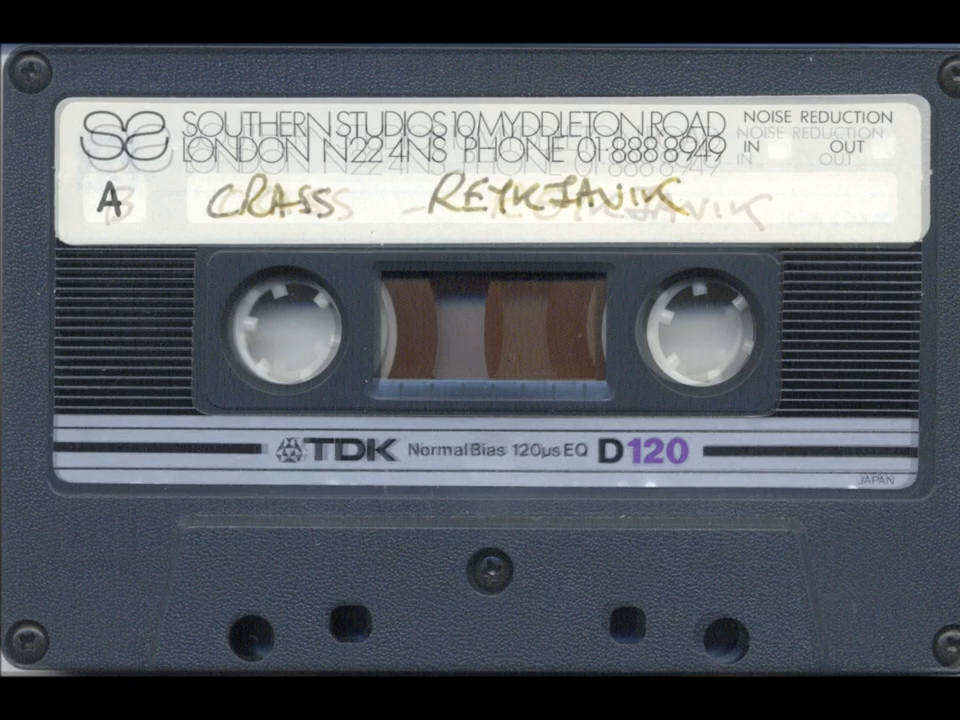 SOUTHERN STUDIOS 10 MYDDLETON ROAD
LONDON N22 4NS PHONE 01·888 8949
NOISE REDUCTION
IN OUT
A CRASS REYKJAVIK
TDK Normal Bias 120µs EQ D120
JAPAN